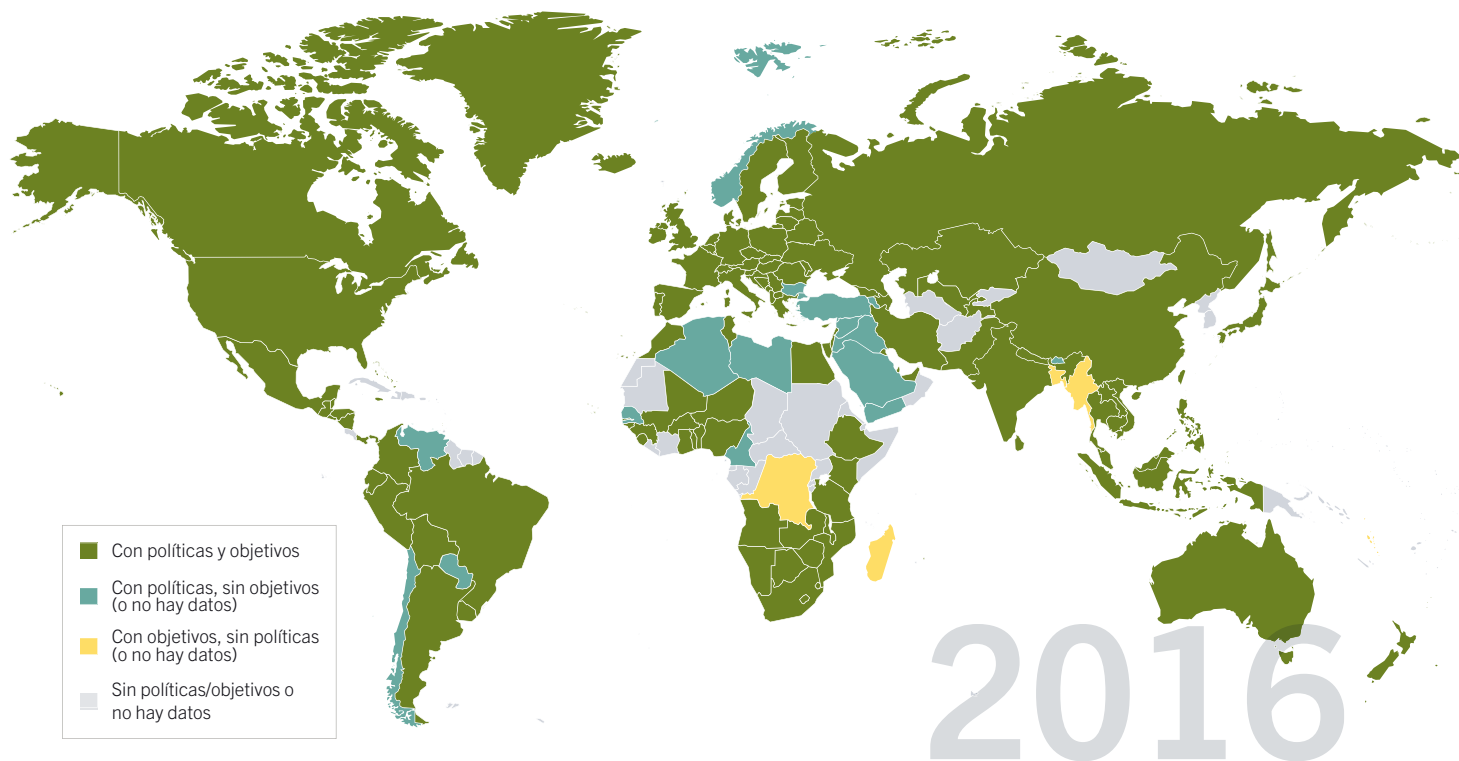 Con políticas y objetivos
Con políticas, sin objetivos
(o no hay datos)
Con objetivos, sin políticas
(o no hay datos)
Sin políticas/objetivos o
no hay datos
2016